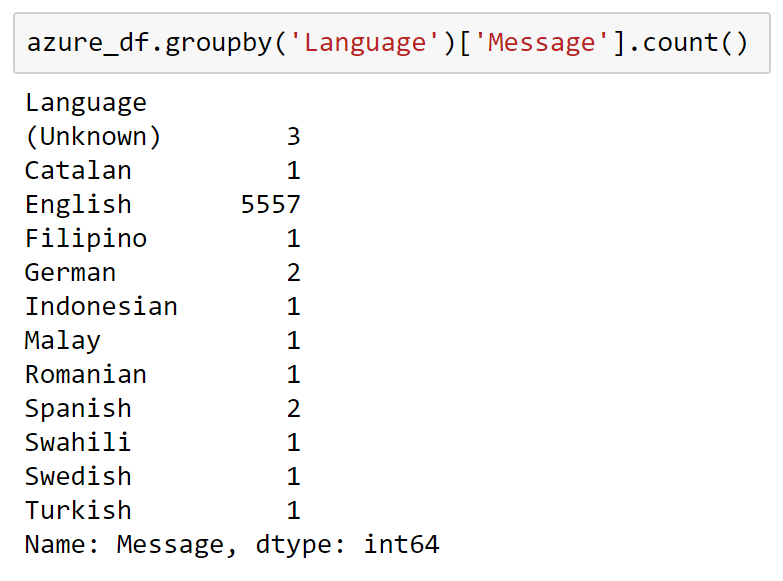 azure_df.groupby('Language')['Message'].count()
Language
(Unknown) 3
Catalan 1
English 5557
Filipino 1
German 2
Indonesian 1
Malay 1
Romanian 1
Spanish 2
Swahili 1
Swedish 1
Turkish 1
Name: Message, dtype: int64